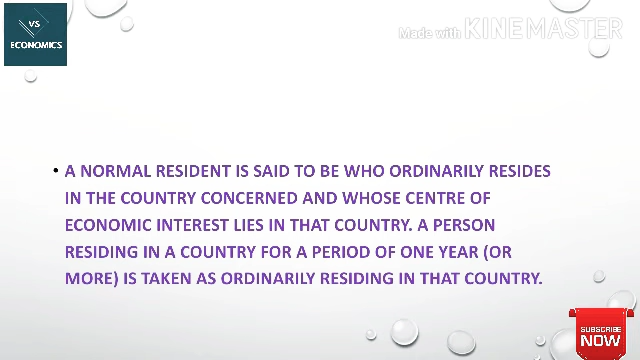 VS
ECONOMICS
Made with KINEMASTER
• A NORMAL RESIDENT IS SAID TO BE WHO ORDINARILY RESIDES
IN THE COUNTRY CONCERNED AND WHOSE CENTRE OF
ECONOMIC INTEREST LIES IN THAT COUNTRY. A PERSON
RESIDING IN A COUNTRY FOR A PERIOD OF ONE YEAR (OR
MORE) IS TAKEN AS ORDINARILY RESIDING IN THAT COUNTRY.
SUBSCRIBE
NOW